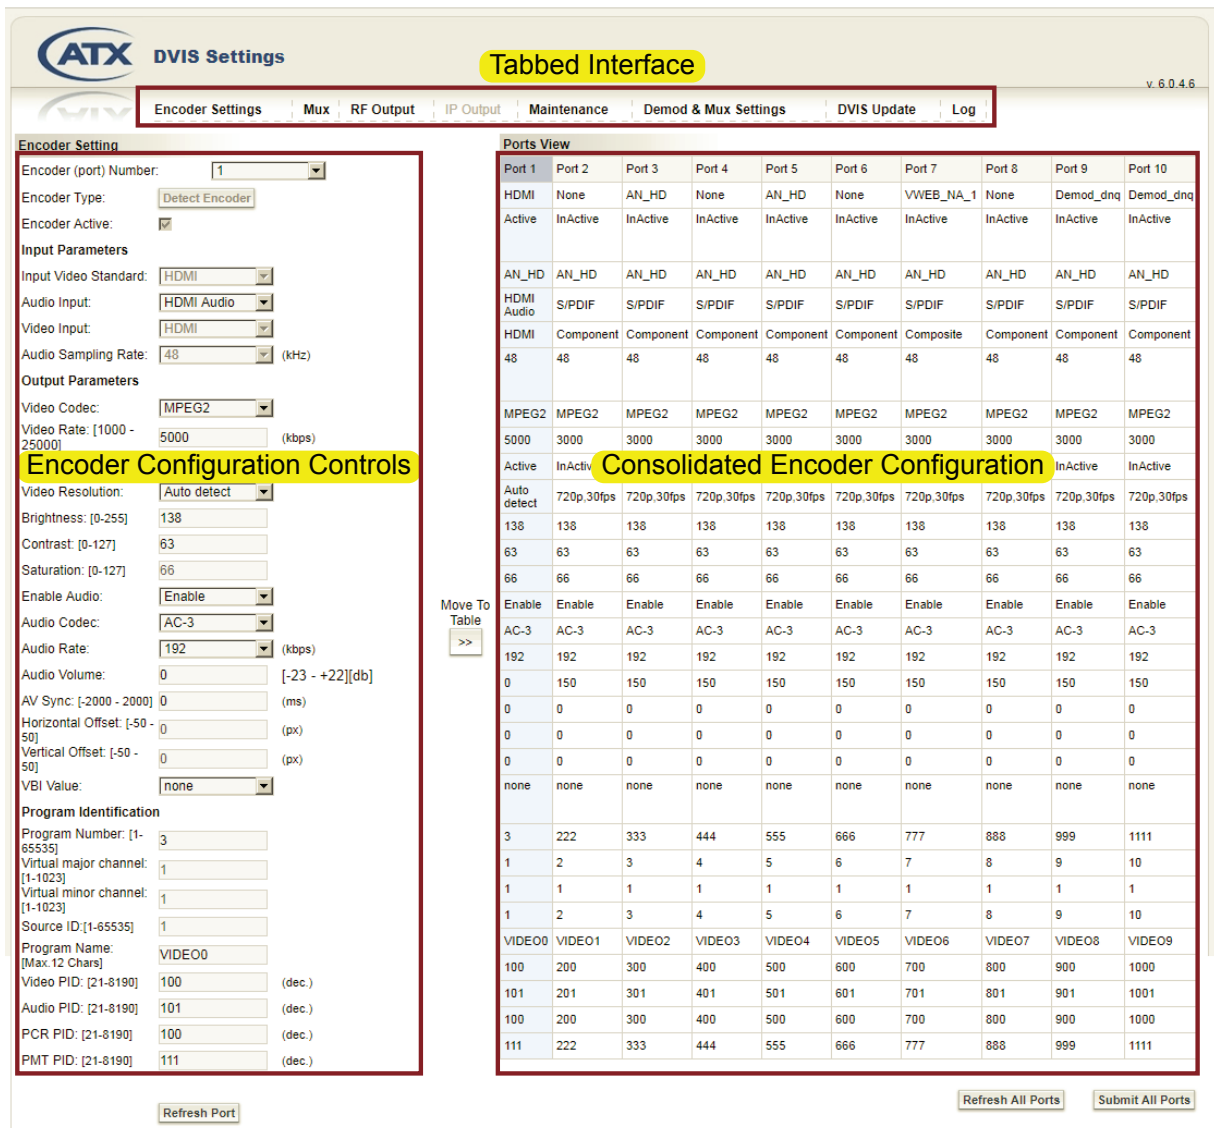 ATX
DVIS Settings
Tabbed Interface
v. 6.0.4.6
Encoder Settings Mux RF Output IP Output Maintenance Demod & Mux Settings DVIS Update Log
Encoder Setting
Encoder (port) Number: 1
Encoder Type: Detect Encoder
Encoder Active:
Input Parameters
Input Video Standard: HDMI
Audio Input: HDMI Audio
Video Input: HDMI
Audio Sampling Rate: 48 (kHz)
Output Parameters
Video Codec: MPEG2
Video Rate: [1000 -
25000] 5000 (kbps)
Encoder Configuration Controls
Video Resolution: Auto detect
Brightness: [0-255] 138
Contrast: [0-127] 63
Saturation: [0-127] 66
Enable Audio: Enable
Audio Codec: AC-3
Audio Rate: 192 (kbps)
Audio Volume: 0 [-23 - +22][db]
AV Sync: [-2000 - 2000] 0 (ms)
Horizontal Offset: [-50 -
50] 0 (px)
Vertical Offset: [-50 -
50] 0 (px)
VBI Value: none
Program Identification
Program Number: [1-
65535] 3
Virtual major channel:
[1-1023] 1
Virtual minor channel:
[1-1023] 1
Source ID:[1-65535] 1
Program Name:
[Max.12 Chars] VIDEO0
Video PID: [21-8190] 100 (dec.)
Audio PID: [21-8190] 101 (dec.)
PCR PID: [21-8190] 100 (dec.)
PMT PID: [21-8190] 111 (dec.)
Refresh Port
Move To
Table
>>
Ports View
Port 1 Port 2 Port 3 Port 4 Port 5 Port 6 Port 7 Port 8 Port 9 Port 10
HDMI None AN_HD None AN_HD None VWEB_NA_1 None Demod_dnq Demod_dnq
Active InActive InActive InActive InActive InActive InActive InActive InActive InActive
AN_HD AN_HD AN_HD AN_HD AN_HD AN_HD AN_HD AN_HD AN_HD AN_HD
HDMI
Audio S/PDIF S/PDIF S/PDIF S/PDIF S/PDIF S/PDIF S/PDIF S/PDIF S/PDIF
HDMI Component Component Component Component Component Composite Component Component Component
48 48 48 48 48 48 48 48 48 48
MPEG2 MPEG2 MPEG2 MPEG2 MPEG2 MPEG2 MPEG2 MPEG2 MPEG2 MPEG2
5000 3000 3000 3000 3000 3000 3000 3000 3000 3000
Active Consolidated Encoder Configuration InActive InActive
Auto
detect 720p,30fps 720p,30fps 720p,30fps 720p,30fps 720p,30fps 720p,30fps 720p,30fps 720p,30fps 720p,30fps
138 138 138 138 138 138 138 138 138 138
63 63 63 63 63 63 63 63 63 63
66 66 66 66 66 66 66 66 66 66
Enable Enable Enable Enable Enable Enable Enable Enable Enable Enable
AC-3 AC-3 AC-3 AC-3 AC-3 AC-3 AC-3 AC-3 AC-3 AC-3
192 192 192 192 192 192 192 192 192 192
0 150 150 150 150 150 150 150 150 150
0 0 0 0 0 0 0 0 0 0
0 0 0 0 0 0 0 0 0 0
0 0 0 0 0 0 0 0 0 0
none none none none none none none none none none
3 222 333 444 555 666 777 888 999 1111
1 2 3 4 5 6 7 8 9 10
1 1 1 1 1 1 1 1 1 1
1 2 3 4 5 6 7 8 9 10
VIDEO0 VIDEO1 VIDEO2 VIDEO3 VIDEO4 VIDEO5 VIDEO6 VIDEO7 VIDEO8 VIDEO9
100 200 300 400 500 600 700 800 900 1000
101 201 301 401 501 601 701 801 901 1001
100 200 300 400 500 600 700 800 900 1000
111 222 333 444 555 666 777 888 999 1111
Refresh All Ports Submit All Ports